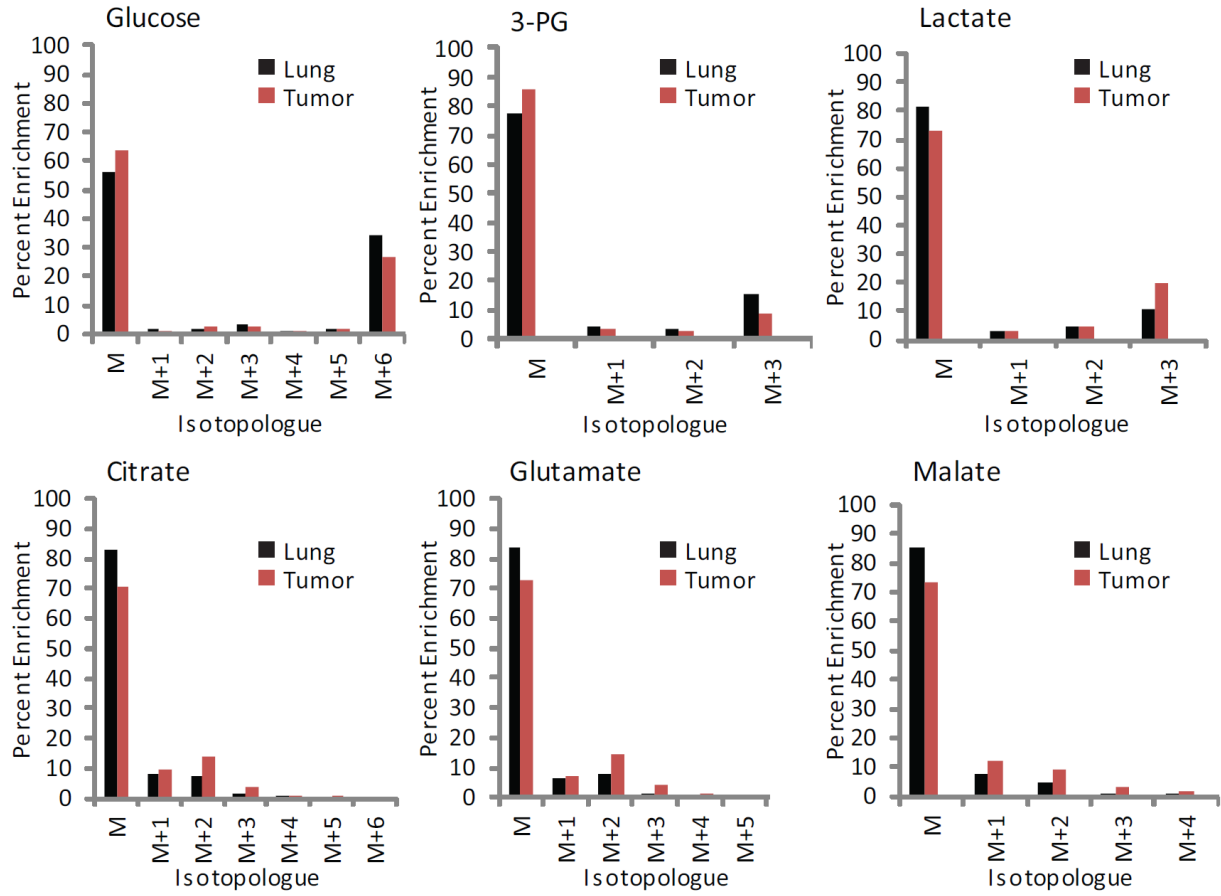 Glucose
100
90
80
70
60
50
40
30
20
10
0
Percent Enrichment
Lung
Tumor
M
M+1
M+2
M+3
M+4
M+5
M+6
Isotopologue
3-PG
100
90
80
70
60
50
40
30
20
10
0
Percent Enrichment
Lung
Tumor
M
M+1
M+2
M+3
Isotopologue
Lactate
100
90
80
70
60
50
40
30
20
10
0
Percent Enrichment
Lung
Tumor
M
M+1
M+2
M+3
Isotopologue
Citrate
100
90
80
70
60
50
40
30
20
10
0
Percent Enrichment
Lung
Tumor
M
M+1
M+2
M+3
M+4
M+5
M+6
Isotopologue
Glutamate
100
90
80
70
60
50
40
30
20
10
0
Percent Enrichment
Lung
Tumor
M
M+1
M+2
M+3
M+4
M+5
Isotopologue
Malate
100
90
80
70
60
50
40
30
20
10
0
Percent Enrichment
Lung
Tumor
M
M+1
M+2
M+3
M+4
Isotopologue